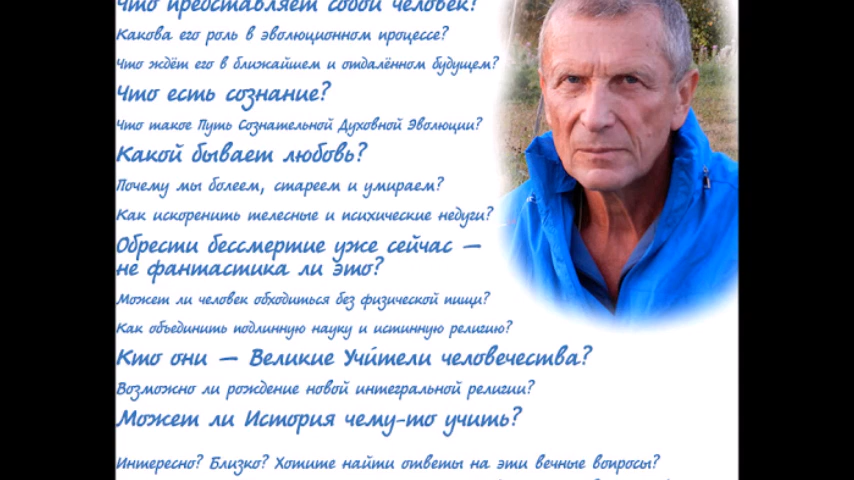 Что представляет собой человек?
Какова его роль в эволюционном процессе?
Что ждёт его в ближайшем и отдалённом будущем?
Что есть сознание?
Что такое Путь Сознательной Духовной Эволюции?
Какой бывает любовь?
Почему мы болеем, стареем и умираем?
Как искоренить телесные и психические недуги?
Обрести бессмертие уже сейчас —
не фантастика ли это?
Может ли человек обходиться без физической пищи?
Как объединить подлинную науку и истинную религию?
Кто они — Великие Учи́тели человечества?
Возможно ли рождение новой интегральной религии?
Может ли История чему-то учить?
Интересно? Близко? Хотите найти ответы на эти вечные вопросы?